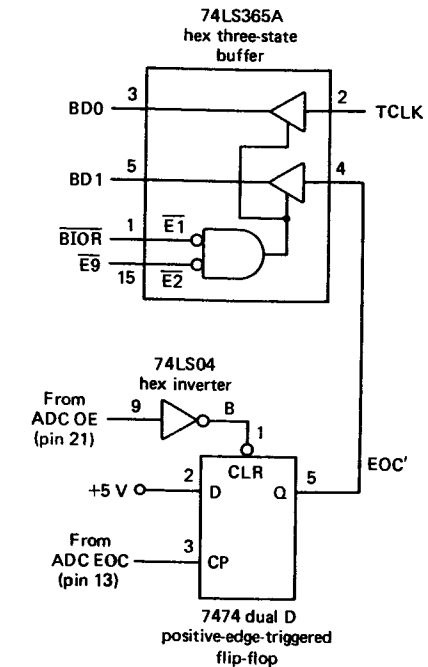 74LS365A
hex three-state
buffer
BD0 3 2 TCLK
BD1 5 4
BIOR 1 E1
E9 15 E2
74LS04
hex inverter
From
ADC OE
(pin 21)
9 B
1
CLR
+5 V 2 D Q 5 EOC'
From
ADC EOC
(pin 13)
3 CP
7474 dual D
positive-edge-triggered
flip-flop